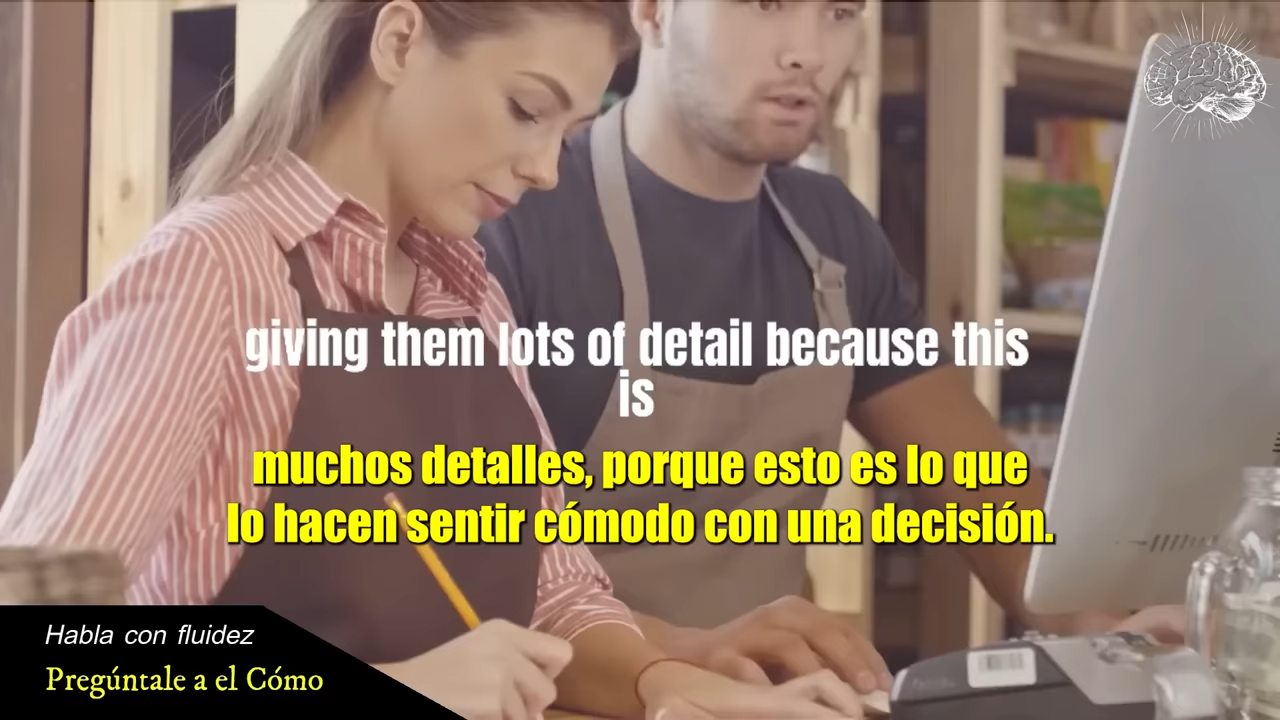 giving them lots of detail because this
is
muchos detalles, porque esto es lo que
lo hacen sentir cómodo con una decisión.
Habla con fluidez
Pregúntale a el Cómo